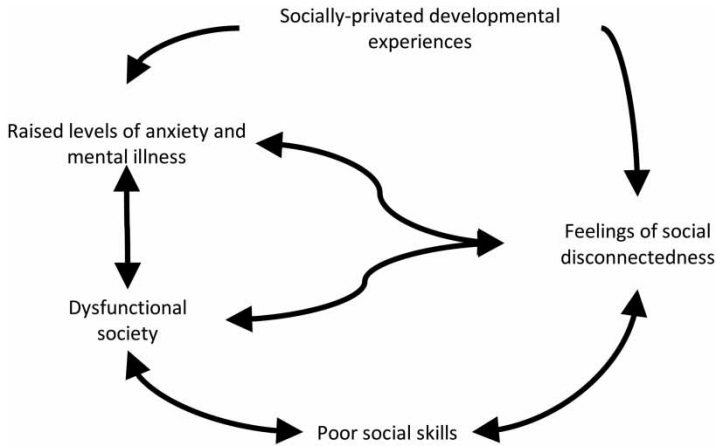 Socially-privated developmental
experiences
Raised levels of anxiety and
mental illness
Feelings of social
disconnectedness
Dysfunctional
society
Poor social skills